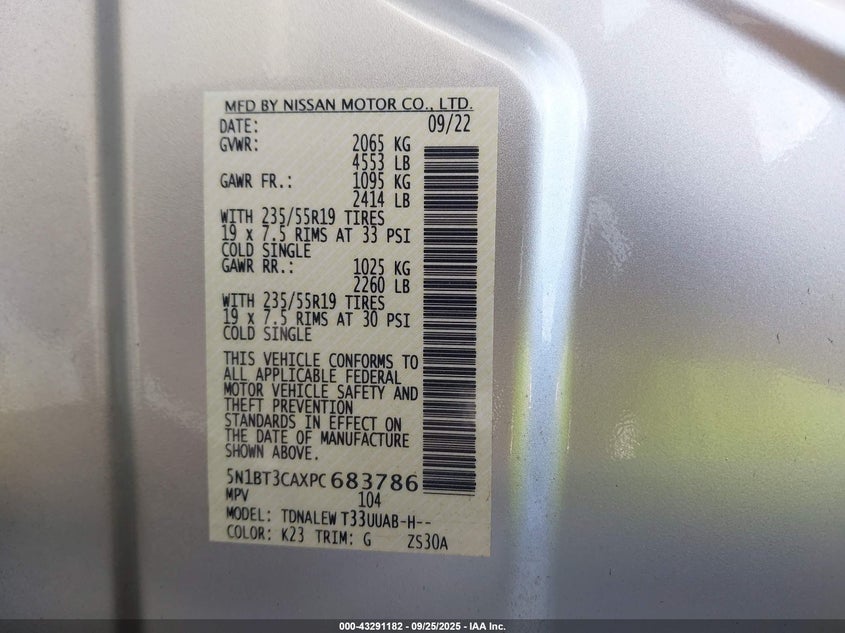 MFD BY NISSAN MOTOR CO., LTD.
DATE: 09/22
GVWR: 2065 KG
4553 LB
GAWR FR.: 1095 KG
2414 LB
WITH 235/55R19 TIRES
19 x 7.5 RIMS AT 33 PSI
COLD SINGLE
GAWR RR.: 1025 KG
2260 LB
WITH 235/55R19 TIRES
19 x 7.5 RIMS AT 30 PSI
COLD SINGLE
THIS VEHICLE CONFORMS TO
ALL APPLICABLE FEDERAL
MOTOR VEHICLE SAFETY AND
THEFT PREVENTION
STANDARDS IN EFFECT ON
THE DATE OF MANUFACTURE
SHOWN ABOVE.
5N1BT3CAXPC683786
MPV 104
MODEL: TDNALEW T33UUAB-H--
COLOR: K23 TRIM: G ZS30A
000-43291182 - 09/25/2025 - IAA Inc.